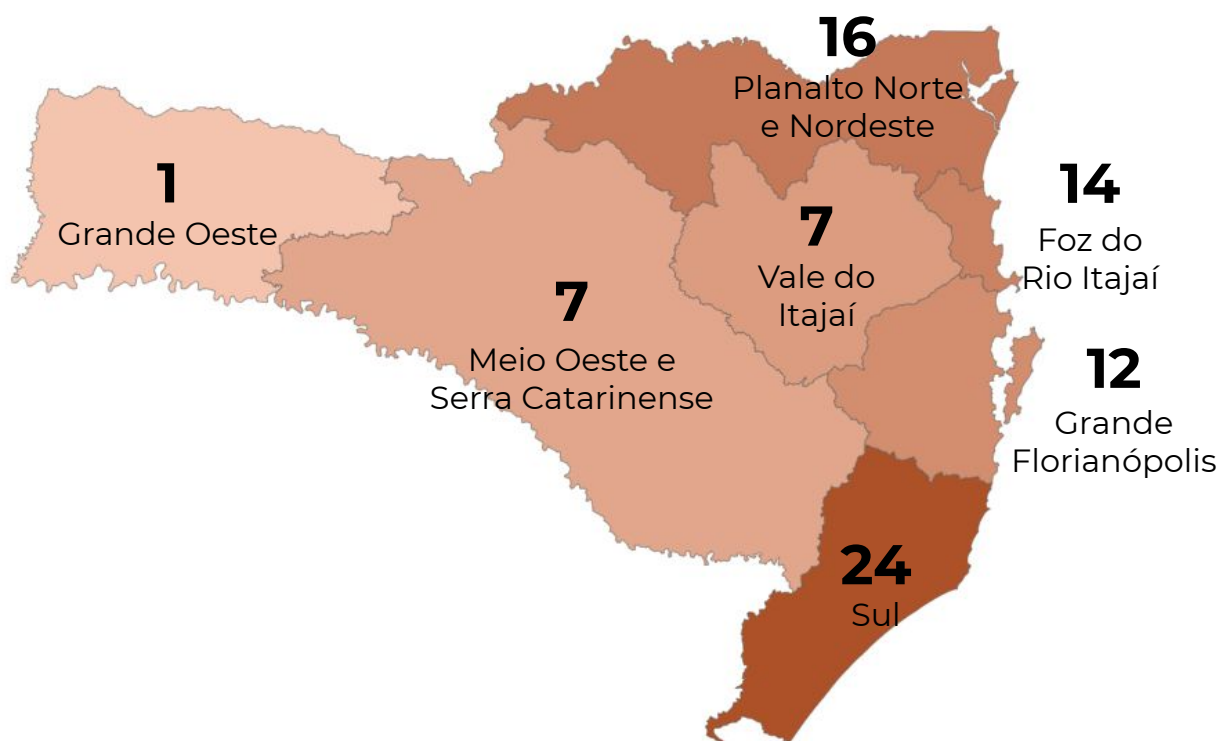 16
Planalto Norte
e Nordeste
1
Grande Oeste
14
Foz do
Rio Itajaí
7
Vale do
Itajaí
7
Meio Oeste e
Serra Catarinense
12
Grande
Florianópolis
24
Sul